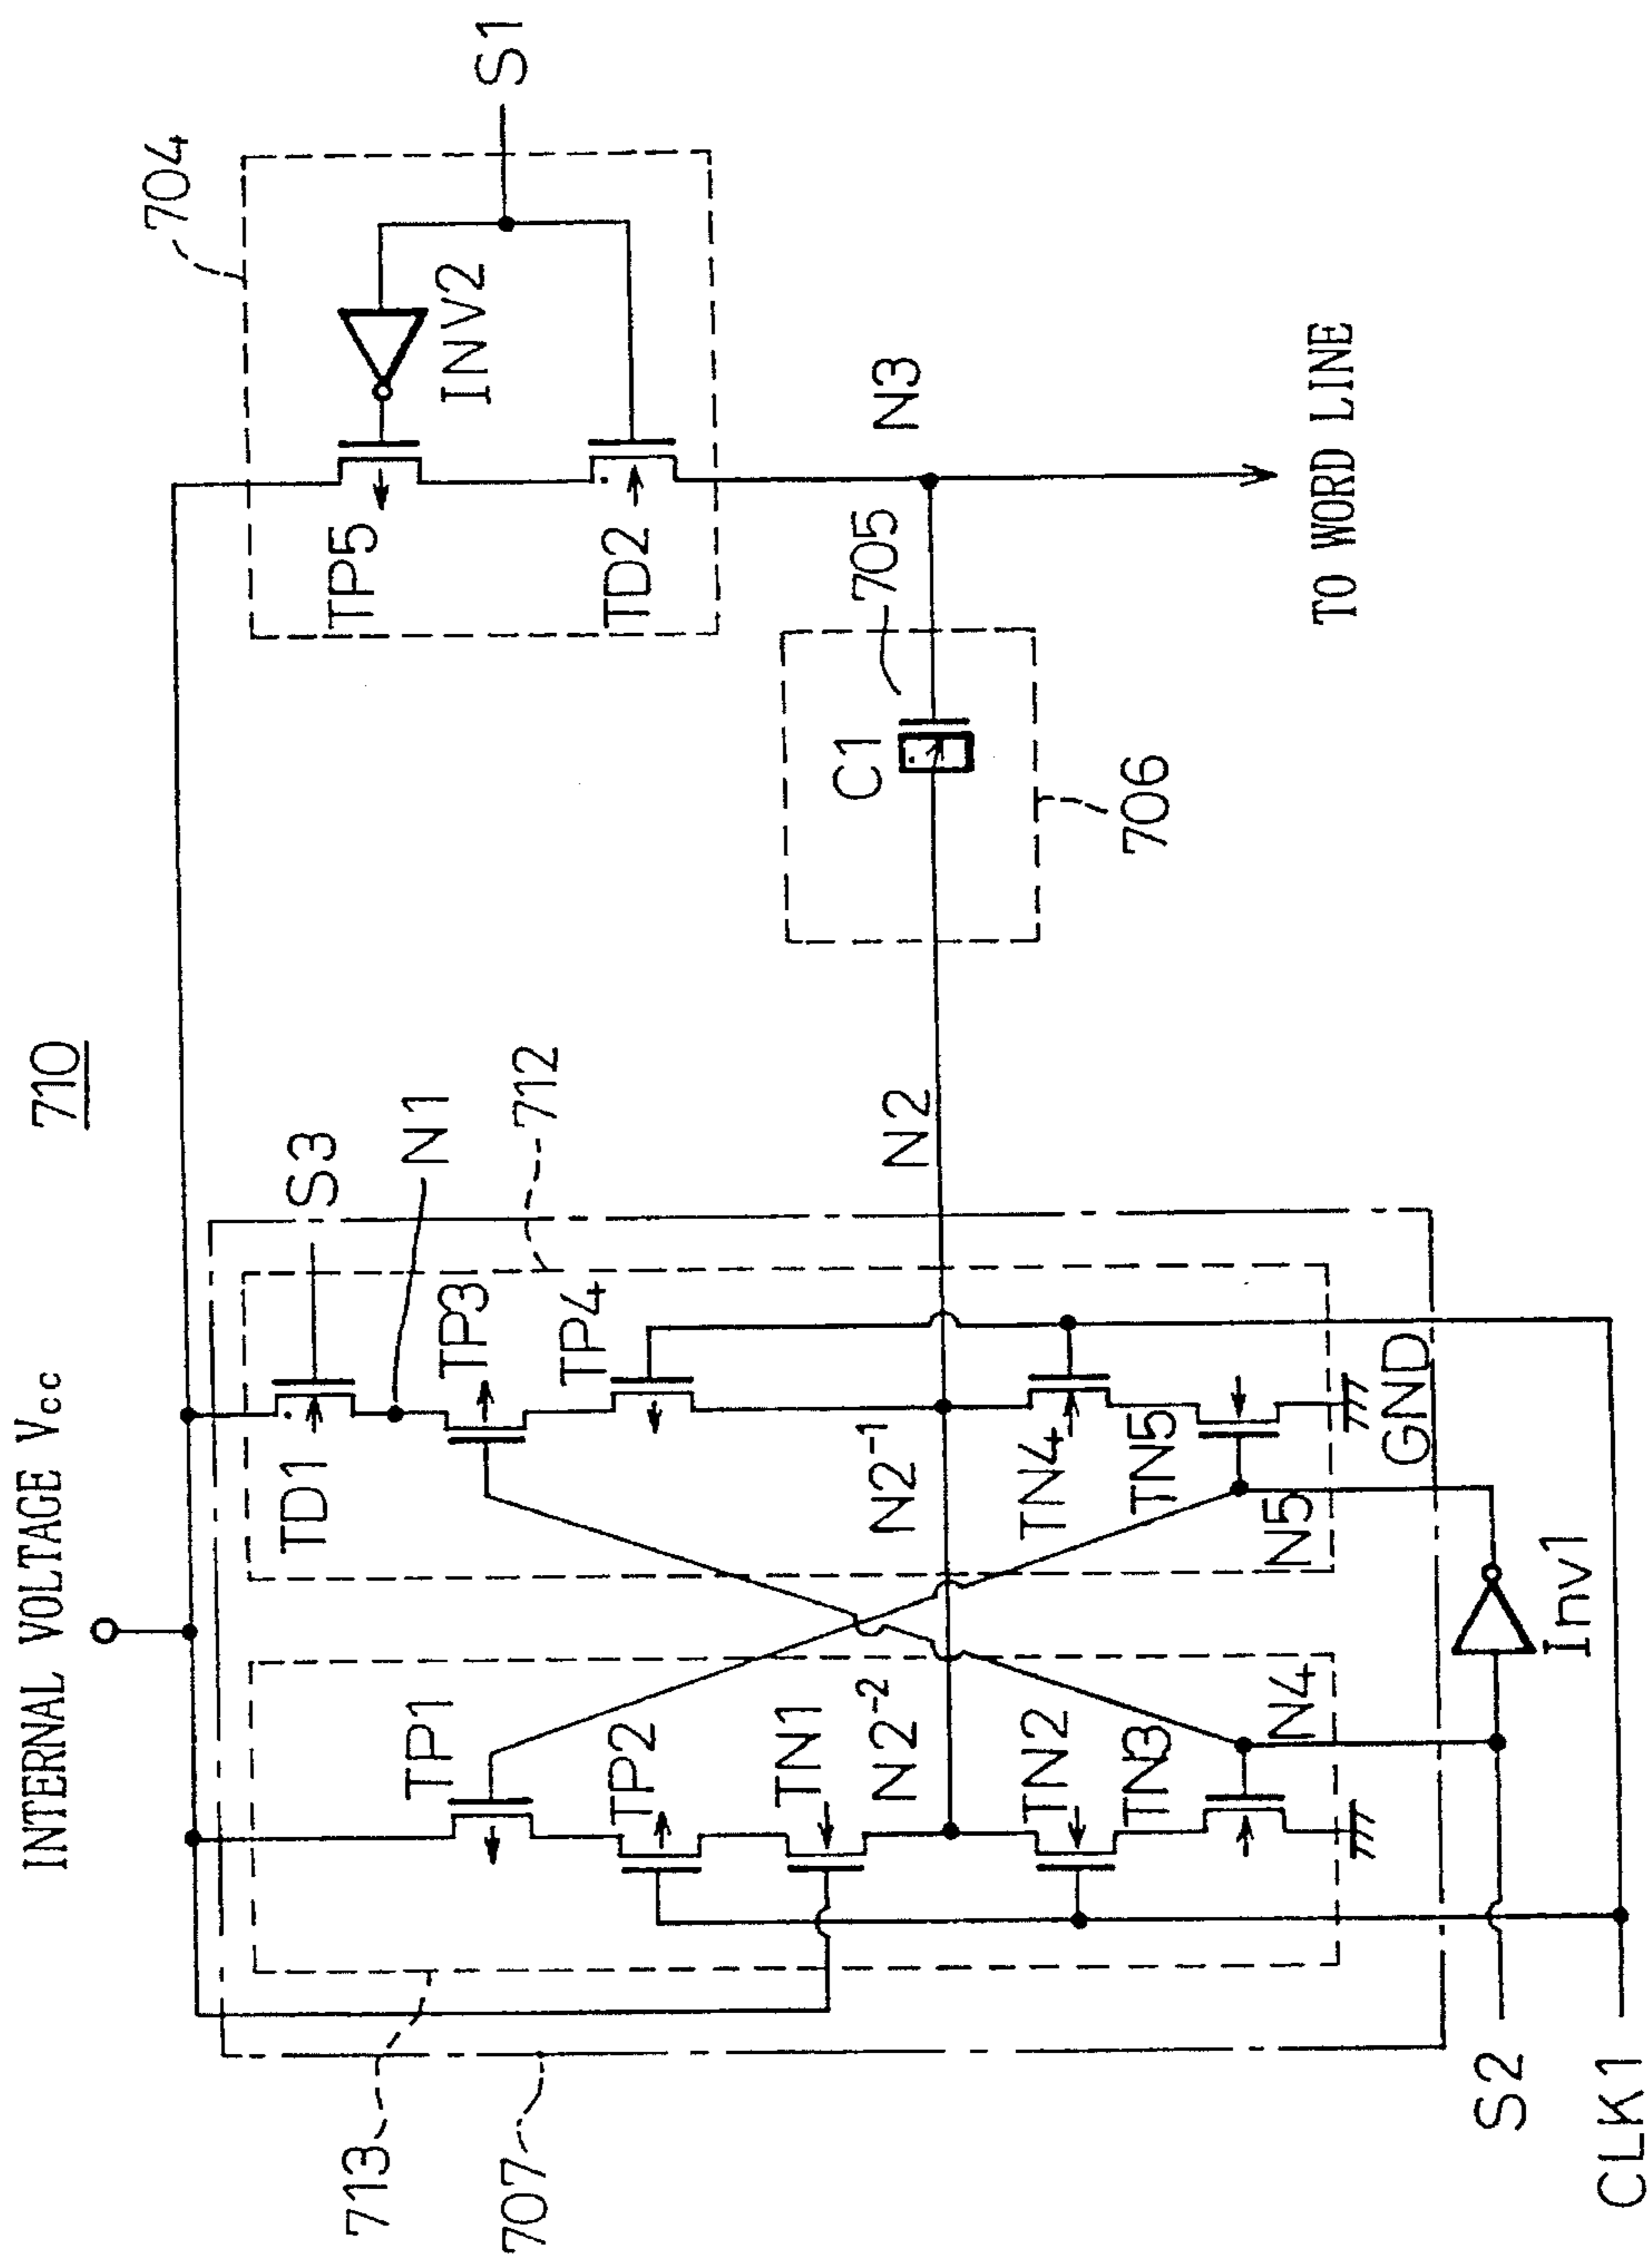 710
INTERNAL VOLTAGE Vcc
713
707
TP1
TP2
TN1
N2-2
TN2
TN3
N4
TD1
S3
N1
712
TP3
TP4
N2-1
TN4
TN5
N5
GND
Inv1
S2
CLK1
N2
C1
705
706
704
TP5
INV2
TD2
S1
N3
TO WORD LINE